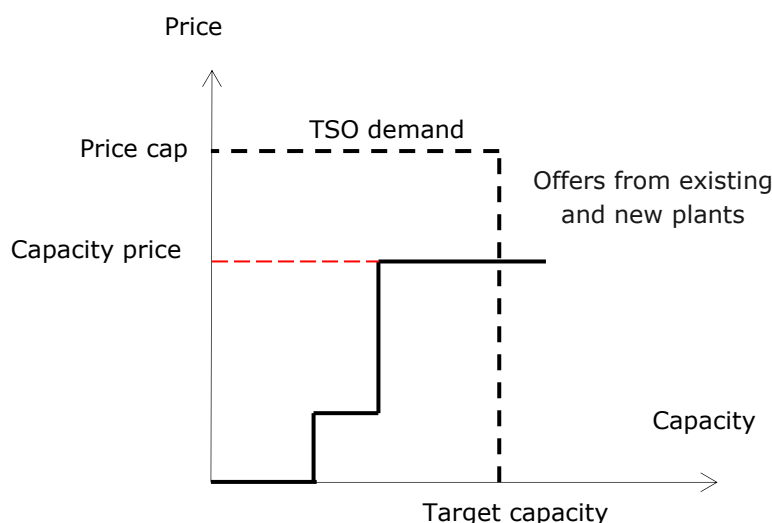 Price
TSO demand
Price cap
Offers from existing
and new plants
Capacity price
Capacity
Target capacity